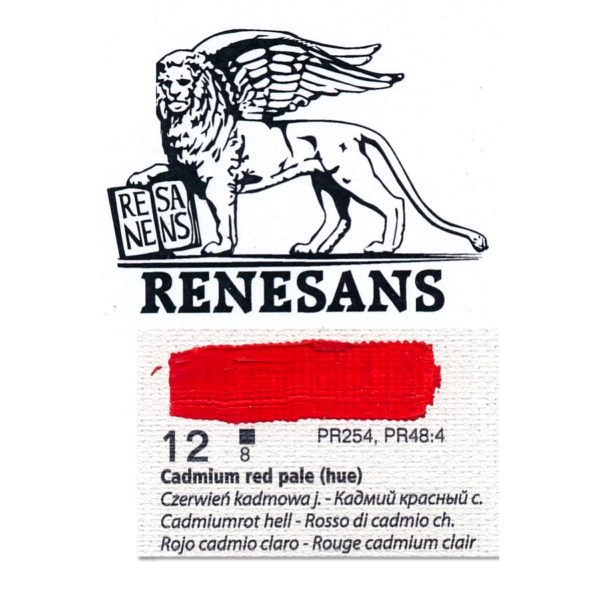 RE SA
NE NS
RENESANS
12 8 PR254, PR48:4
Cadmium red pale (hue)
Czerwień kadmowa j. - Кадмий красный с.
Cadmiumrot hell - Rosso di cadmio ch.
Rojo cadmio claro - Rouge cadmium clair